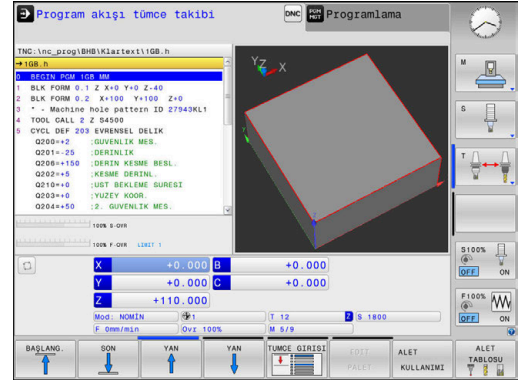 Program akışı tümce takibi
DNC
PGM MGT
Programlama
TNC:\nc_prog\BHB\Klartext\1GB.h
→1GB.h
0 BEGIN PGM 1GB MM
1 BLK FORM 0.1 Z X+0 Y+0 Z-40
2 BLK FORM 0.2 X+100 Y+100 Z+0
3 * - Machine hole pattern ID 27943KL1
4 TOOL CALL 2 Z S4500
5 CYCL DEF 203 EVRENSEL DELIK
Q200=+2 ;GUVENLIK MES.
Q201=-25 ;DERINLIK
Q206=+150 ;DERIN KESME BESL.
Q202=+5 ;KESME DERINL.
Q210=+0 ;UST BEKLEME SURESI
Q203=+0 ;YUZEY KOOR.
Q204=+50 ;2. GUVENLIK MES.
Y Z X
100% S-OVR
100% F-OVR LIMIT 1
X +0.000 B +0.000
Y +0.000 C +0.000
Z +110.000
Mod: NOMİN 1 T 12 Z S 1800
F 0mm/min Ovr 100% M 5/9
M
S
T
S100%
OFF ON
F100%
OFF ON
BAŞLANG.
SON
YAN
YAN
TUMCE GIRISI
EDIT PALET
ALET KULLANIMI
ALET TABLOSU